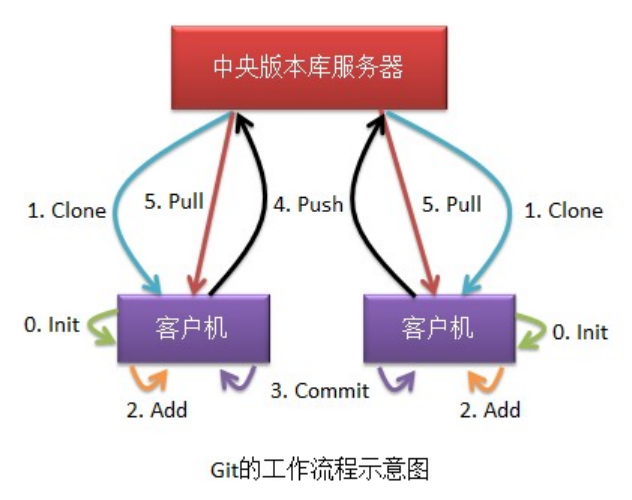 中央版本库服务器
1. Clone
5. Pull
4. Push
5. Pull
1. Clone
0. Init
客户机
客户机
0. Init
2. Add
3. Commit
2. Add
Git的工作流程示意图